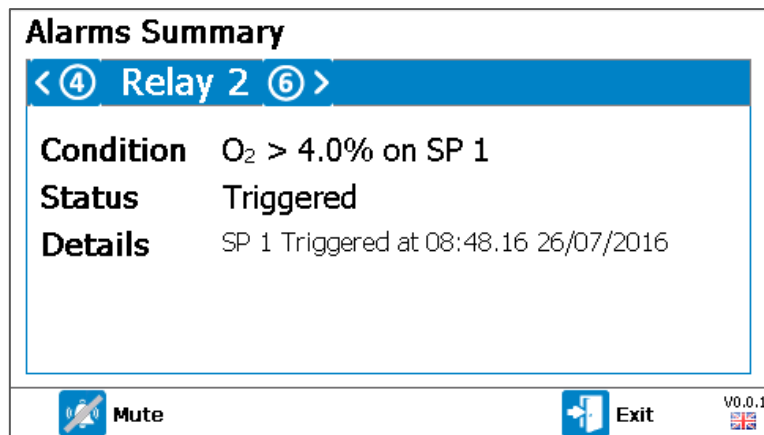 Alarms Summary
< ④ Relay 2 ⑥ >
Condition O₂ > 4.0% on SP 1
Status Triggered
Details SP 1 Triggered at 08:48.16 26/07/2016
Mute Exit V0.0.1